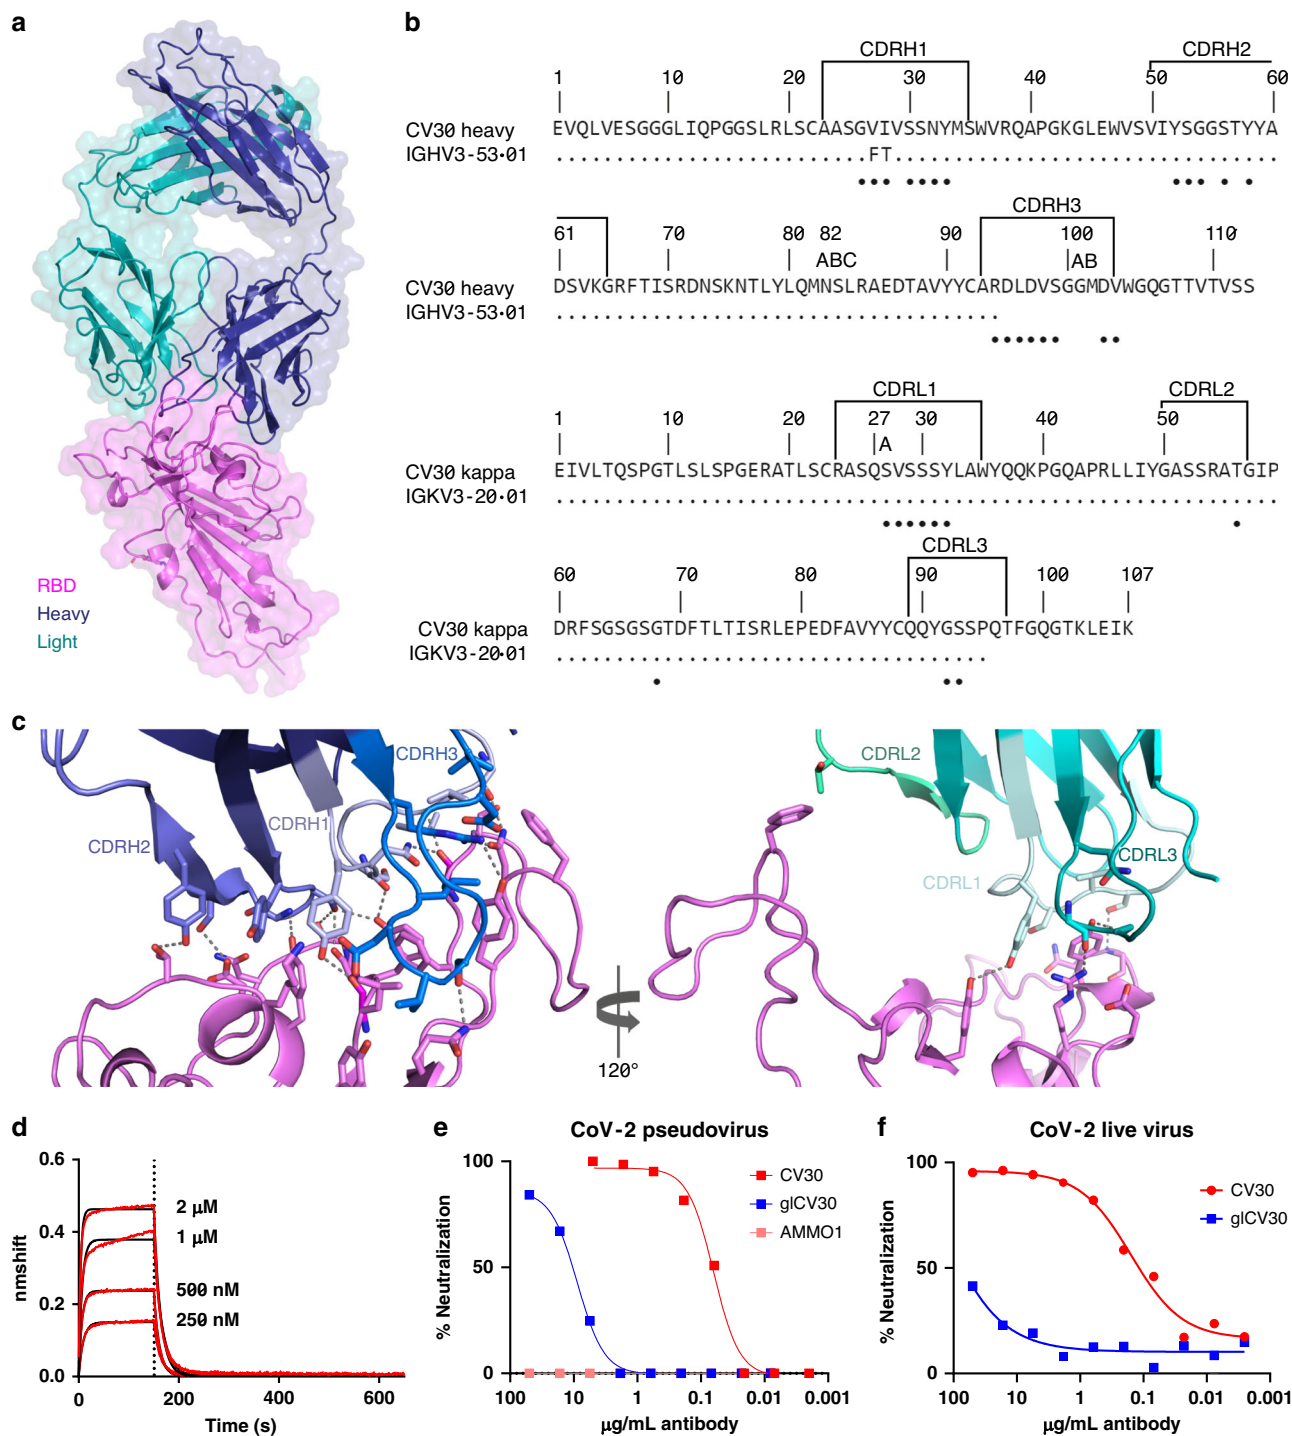 a
RBD
Heavy
Light
b
CDRH1
CDRH2
1 10 20 30 40 50 60
CV30 heavy EVQLVESGGGLIQPGGSLRLSCAASGVIVSSNYMSWVRQAPGKGLEWVSVIYSGGSTYYA
IGHV3-53•01 ..........................FT................................
CDRH3
61 70 80 82 90 100 110
ABC AB
CV30 heavy DSVKGRFTISRDNSKNTLYLQMNSLRAEDTAVYYCARDLDVSGGMDVWGQGTTVTVSS
IGHV3-53•01 .....................................
CDRL1
CDRL2
1 10 20 27 30 40 50
A
CV30 kappa EIVLTQSPGTLSLSPGERATLSCRASQSVSSSYLAWYQQKPGQAPRLLIYGASSRATGIP
IGKV3-20•01 ............................................................
CDRL3
60 70 80 90 100 107
CV30 kappa DRFSGSGSGTDFTLTISRLEPEDFAVYYCQQYGSSPQTFGQGTKLEIK
IGKV3-20•01 ....................................
c
CDRH3
CDRH1
CDRH2
120°
CDRL2
CDRL3
CDRL1
d
nmshift
0.6
0.4
0.2
0.0
2 µM
1 µM
500 nM
250 nM
0 200 400 600
Time (s)
e
CoV-2 pseudovirus
% Neutralization
100
50
0
CV30
glCV30
AMMO1
100 10 1 0.1 0.01 0.001
µg/mL antibody
f
CoV-2 live virus
% Neutralization
100
50
0
CV30
glCV30
100 10 1 0.1 0.01 0.001
µg/mL antibody